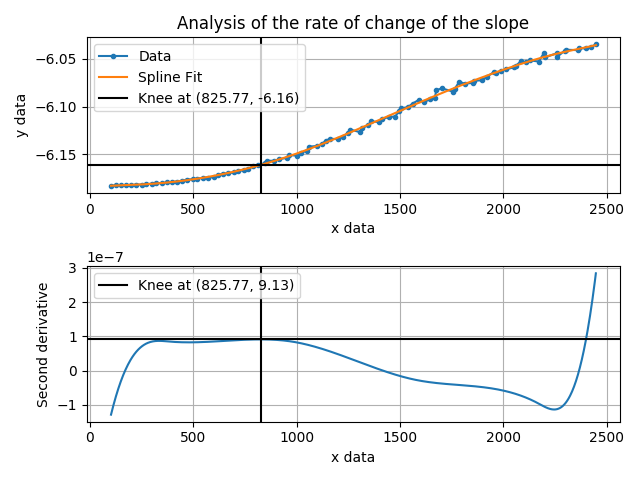 Analysis of the rate of change of the slope
Data
Spline Fit
Knee at (825.77, -6.16)
y data
−6.05
−6.10
−6.15
0 500 1000 1500 2000 2500
x data
1e−7
Knee at (825.77, 9.13)
Second derivative
3
2
1
0
−1
0 500 1000 1500 2000 2500
x data